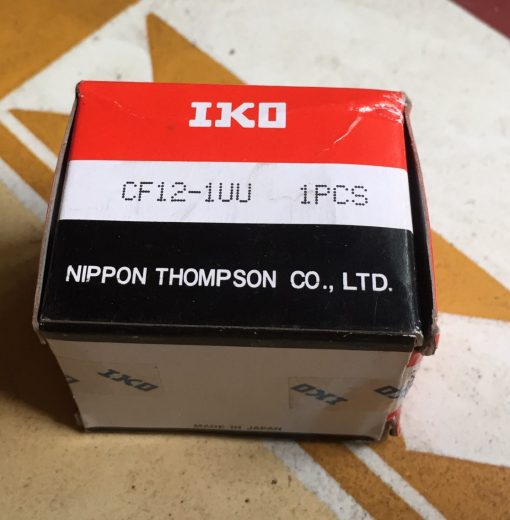 IKO
CF12-1UU 1PCS
NIPPON THOMPSON CO., LTD.
IKO IKO
MADE IN JAPAN